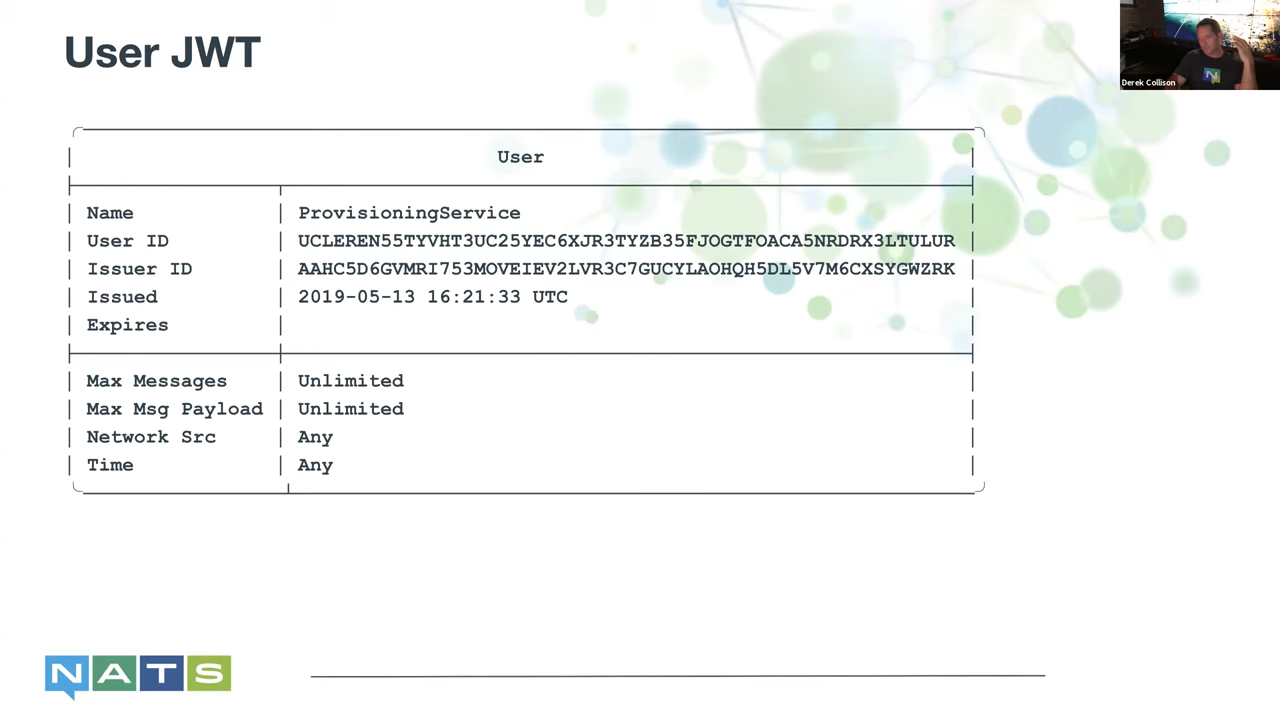 User JWT
Derek Collison
User
Name ProvisioningService
User ID UCLEREN55TYVHT3UC25YEC6XJR3TYZB35FJOGTFOACA5NRDRX3LTULUR
Issuer ID AAHC5D6GVMRI753MOVEIEV2LVR3C7GUCYLAOHQH5DL5V7M6CXSYGWZRK
Issued 2019-05-13 16:21:33 UTC
Expires
Max Messages Unlimited
Max Msg Payload Unlimited
Network Src Any
Time Any
NATS